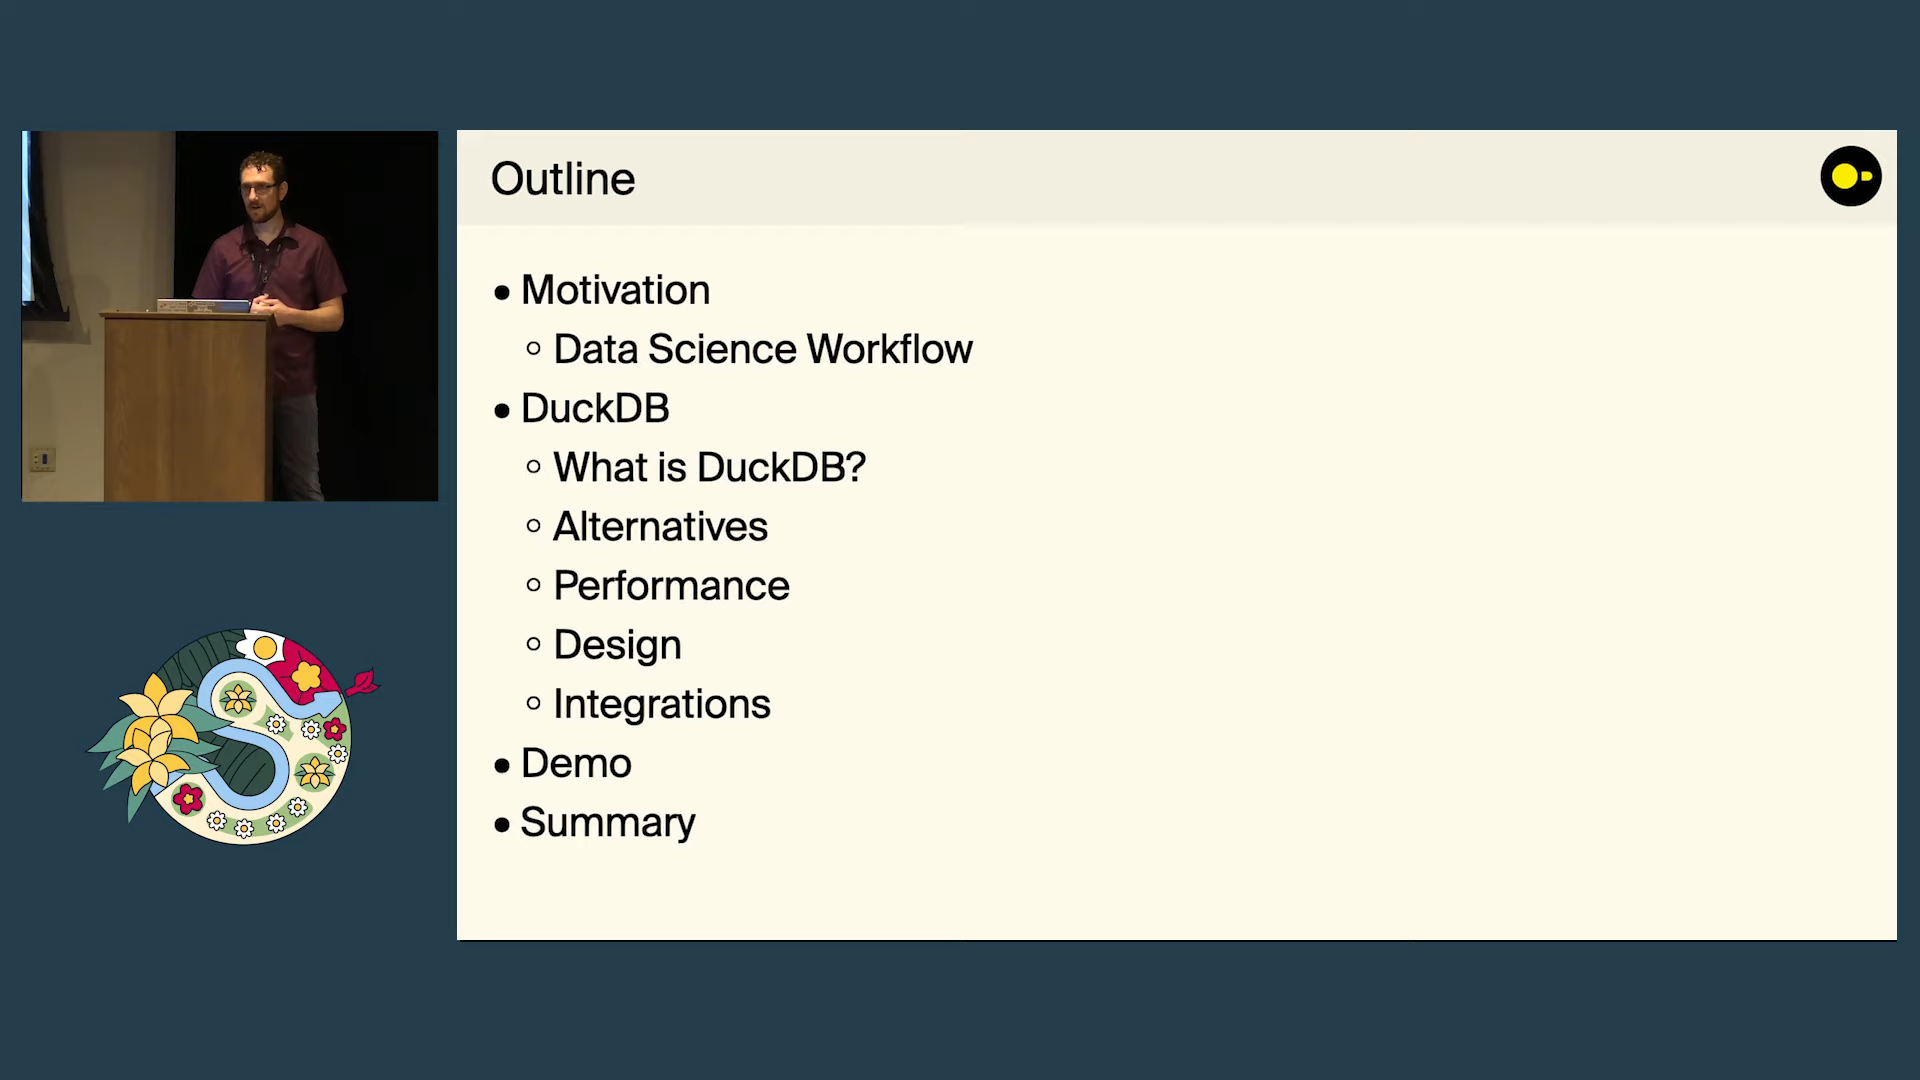 Outline
• Motivation
◦ Data Science Workflow
• DuckDB
◦ What is DuckDB?
◦ Alternatives
◦ Performance
◦ Design
◦ Integrations
• Demo
• Summary